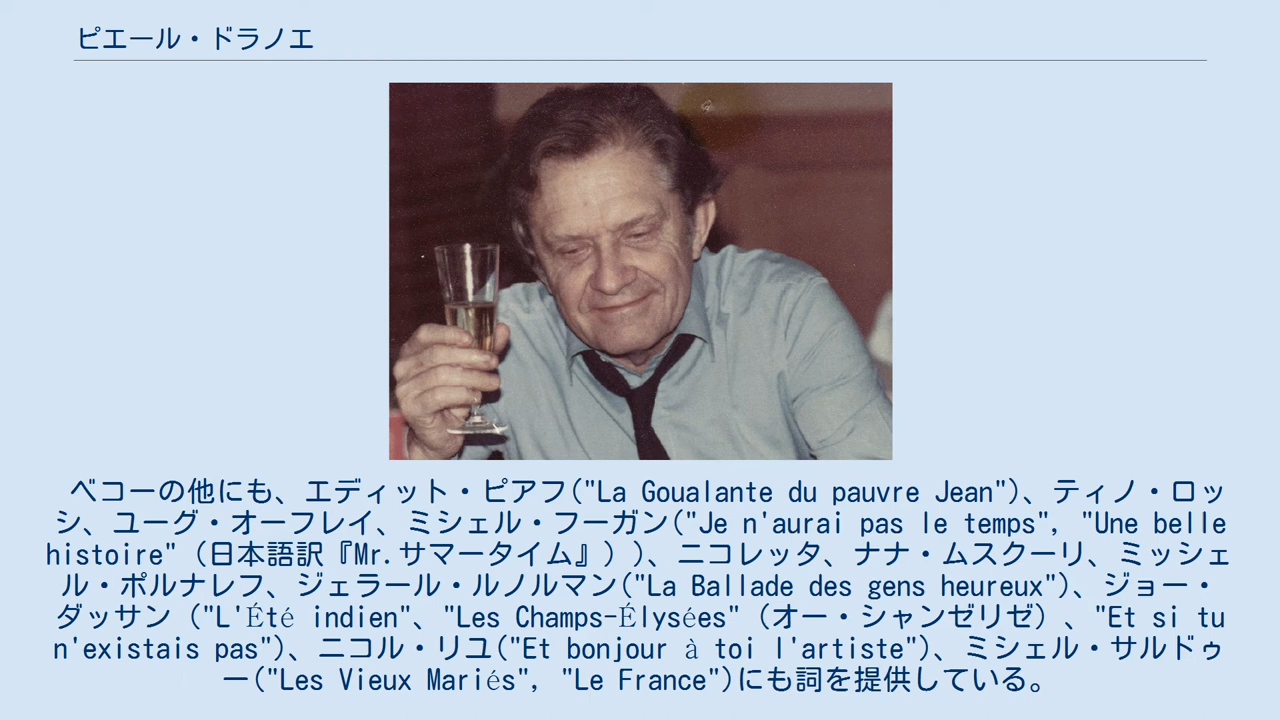 ピエール・ドラノエ
ベコーの他にも、エディット・ピアフ("La Goualante du pauvre Jean")、ティノ・ロッ
シ、ユーグ・オーフレイ、ミシェル・フーガン("Je n'aurai pas le temps", "Une belle
histoire" (日本語訳『Mr.サマータイム』) )、ニコレッタ、ナナ・ムスクーリ、ミッシェ
ル・ポルナレフ、ジェラール・ルノルマン("La Ballade des gens heureux")、ジョー・
ダッサン ("L'Été indien"、"Les Champs-Élysées" (オー・シャンゼリゼ) 、"Et si tu
n'existais pas")、ニコル・リユ("Et bonjour à toi l'artiste")、ミシェル・サルドゥ
ー("Les Vieux Mariés", "Le France")にも詞を提供している。